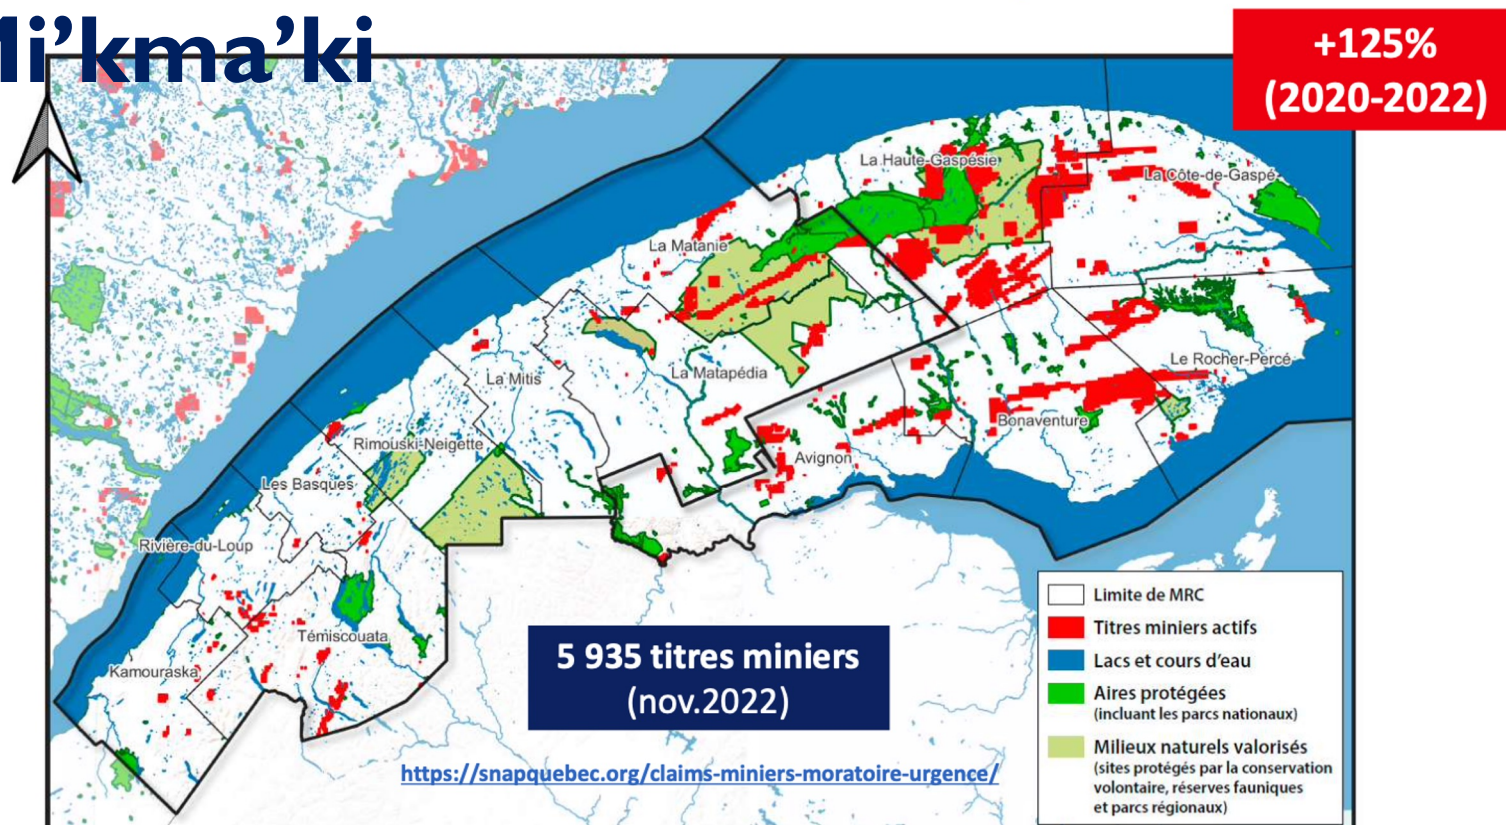 Mi’kma’ki
+125%
(2020-2022)
La Haute-Gaspésie
La Côte-de-Gaspé
La Matanie
Le Rocher-Percé
La Matapédia
La Mitis
Bonaventure
Rimouski-Neigette
Avignon
Les Basques
Rivière-du-Loup
Témiscouata
Kamouraska
5 935 titres miniers
(nov.2022)
https://snapquebec.org/claims-miniers-moratoire-urgence/
Limite de MRC
Titres miniers actifs
Lacs et cours d’eau
Aires protégées
(incluant les parcs nationaux)
Milieux naturels valorisés
(sites protégés par la conservation
volontaire, réserves fauniques
et parcs régionaux)